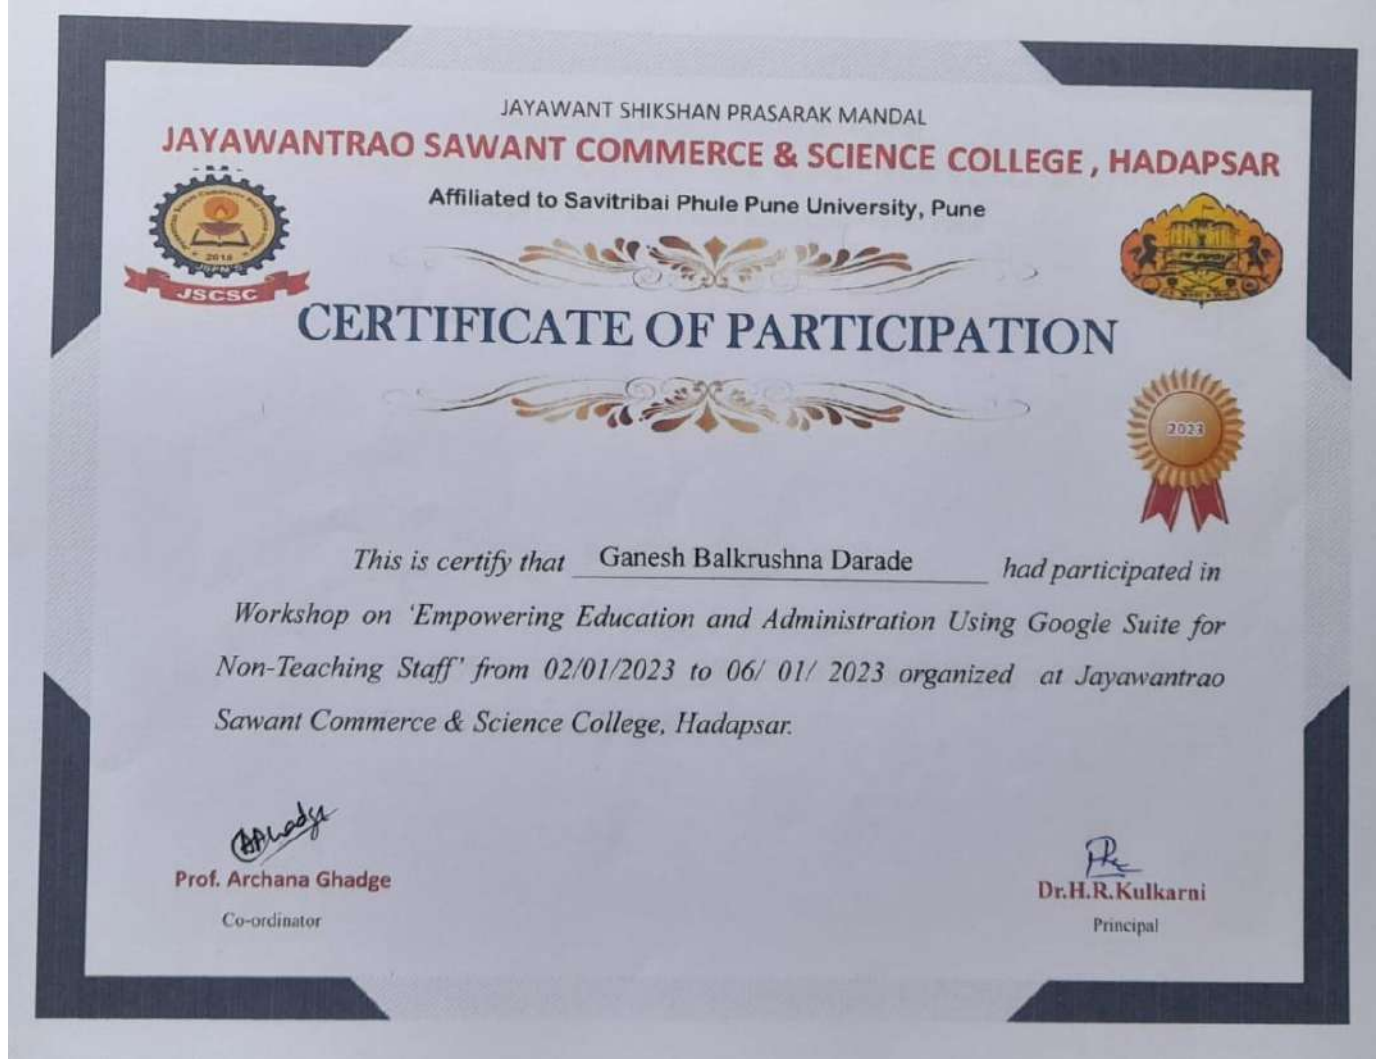 JAYAWANT SHIKSHAN PRASARAK MANDAL
JAYAWANTRAO SAWANT COMMERCE & SCIENCE COLLEGE , HADAPSAR
Affiliated to Savitribai Phule Pune University, Pune
2018
JSPM'S
JSCSC
CERTIFICATE OF PARTICIPATION
2023
This is certify that Ganesh Balkrushna Darade had participated in
Workshop on 'Empowering Education and Administration Using Google Suite for
Non-Teaching Staff' from 02/01/2023 to 06/ 01/ 2023 organized at Jayawantrao
Sawant Commerce & Science College, Hadapsar.
Prof. Archana Ghadge
Co-ordinator
Dr.H.R.Kulkarni
Principal